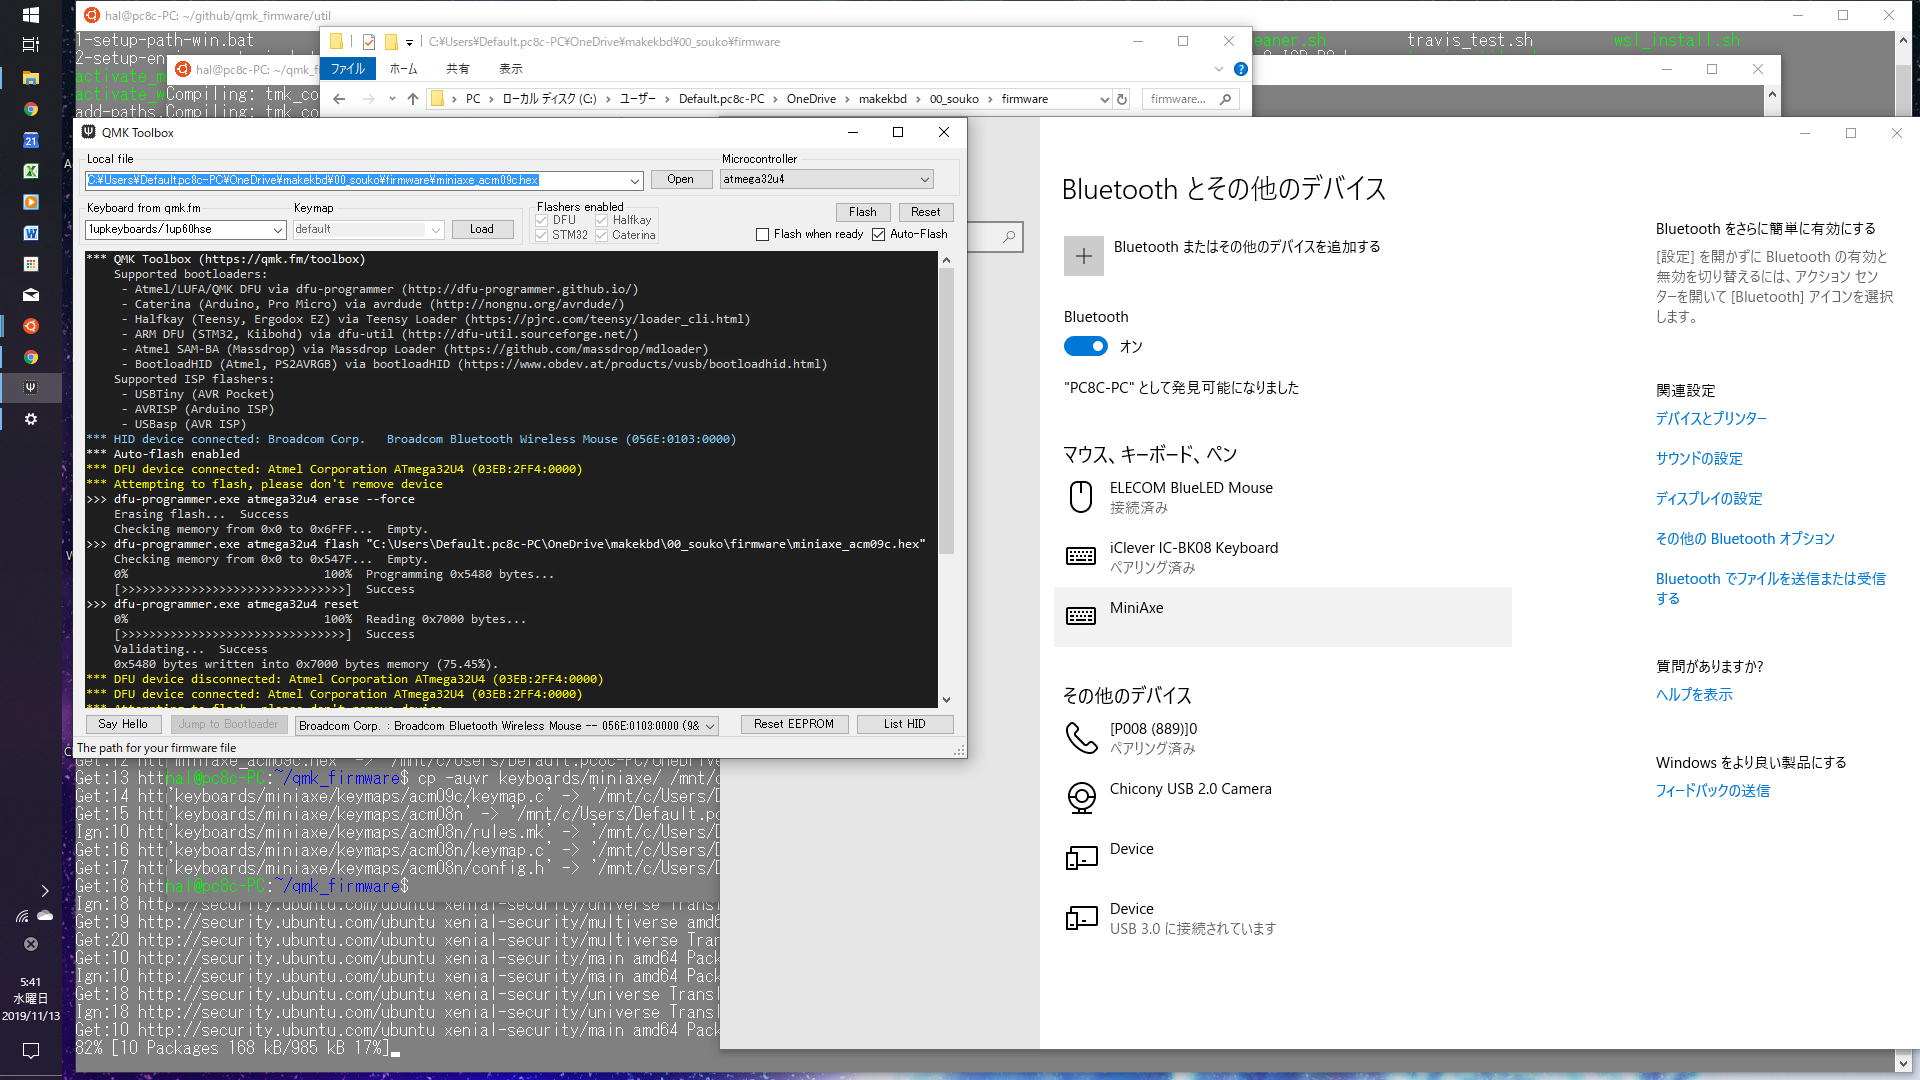 hal@pc8c-PC: ~/github/qmk_firmware/util
1-setup-path-win.bat
travis_test.sh
wsl_install.sh
hal@pc8c-PC: ~/qmk_fi
Compiling: tmk_co
add-paths.Compiling: tmk_co
C:¥Users¥Default.pc8c-PC¥OneDrive¥makekbd¥00_souko¥firmware
ファイル ホーム 共有 表示
PC › ローカル ディスク (C:) › ユーザー › Default.pc8c-PC › OneDrive › makekbd › 00_souko › firmware
firmware...
QMK Toolbox
Local file
Microcontroller
C:¥Users¥Default.pc8c-PC¥OneDrive¥makekbd¥00_souko¥firmware¥miniaxe_acm09c.hex
Open
atmega32u4
Keyboard from qmk.fm
Keymap
Flashers enabled
1upkeyboards/1up60hse
default
Load
DFU Halfkay
STM32 Caterina
Flash Reset
Flash when ready Auto-Flash
*** QMK Toolbox (https://qmk.fm/toolbox)
Supported bootloaders:
- Atmel/LUFA/QMK DFU via dfu-programmer (http://dfu-programmer.github.io/)
- Caterina (Arduino, Pro Micro) via avrdude (http://nongnu.org/avrdude/)
- Halfkay (Teensy, Ergodox EZ) via Teensy Loader (https://pjrc.com/teensy/loader_cli.html)
- ARM DFU (STM32, Kiibohd) via dfu-util (http://dfu-util.sourceforge.net/)
- Atmel SAM-BA (Massdrop) via Massdrop Loader (https://github.com/massdrop/mdloader)
- BootloadHID (Atmel, PS2AVRGB) via bootloadHID (https://www.obdev.at/products/vusb/bootloadhid.html)
Supported ISP flashers:
- USBTiny (AVR Pocket)
- AVRISP (Arduino ISP)
- USBasp (AVR ISP)
*** HID device connected: Broadcom Corp.   Broadcom Bluetooth Wireless Mouse (056E:0103:0000)
*** Auto-flash enabled
*** DFU device connected: Atmel Corporation ATmega32U4 (03EB:2FF4:0000)
*** Attempting to flash, please don't remove device
>>> dfu-programmer.exe atmega32u4 erase --force
Erasing flash...  Success
Checking memory from 0x0 to 0x6FFF...  Empty.
>>> dfu-programmer.exe atmega32u4 flash "C:\Users\Default.pc8c-PC\OneDrive\makekbd\00_souko\firmware\miniaxe_acm09c.hex"
Checking memory from 0x0 to 0x547F...  Empty.
0% 100%  Programming 0x5480 bytes...
[>>>>>>>>>>>>>>>>>>>>>>>>>>>>>>>>]  Success
>>> dfu-programmer.exe atmega32u4 reset
0% 100%  Reading 0x7000 bytes...
[>>>>>>>>>>>>>>>>>>>>>>>>>>>>>>>>]  Success
Validating...  Success
0x5480 bytes written into 0x7000 bytes memory (75.45%).
*** DFU device disconnected: Atmel Corporation ATmega32U4 (03EB:2FF4:0000)
*** DFU device connected: Atmel Corporation ATmega32U4 (03EB:2FF4:0000)
Say Hello
Jump to Bootloader
Broadcom Corp. : Broadcom Bluetooth Wireless Mouse -- 056E:0103:0000 (9&
Reset EEPROM
List HID
The path for your firmware file
Get:13 htt hal@pc8c-PC:~/qmk_firmware$ cp -auvr keyboards/miniaxe/ /mnt/c
Get:14 htt 'keyboards/miniaxe/keymaps/acm09c/keymap.c' -> '/mnt/c/Users/D
Get:15 htt 'keyboards/miniaxe/keymaps/acm08n' -> '/mnt/c/Users/Default.pc
Ign:10 htt 'keyboards/miniaxe/keymaps/acm08n/rules.mk' -> '/mnt/c/Users/D
Get:16 htt 'keyboards/miniaxe/keymaps/acm08n/keymap.c' -> '/mnt/c/Users/D
Get:17 htt 'keyboards/miniaxe/keymaps/acm08n/config.h' -> '/mnt/c/Users/D
Get:18 htt hal@pc8c-PC:~/qmk_firmware$
Ign:18 http://security.ubuntu.com/ubuntu xenial-security/universe Transl
Get:19 http://security.ubuntu.com/ubuntu xenial-security/multiverse amd6
Get:20 http://security.ubuntu.com/ubuntu xenial-security/multiverse Tran
Get:10 http://security.ubuntu.com/ubuntu xenial-security/main amd64 Pack
Ign:10 http://security.ubuntu.com/ubuntu xenial-security/main amd64 Pack
Get:18 http://security.ubuntu.com/ubuntu xenial-security/universe Transl
Ign:18 http://security.ubuntu.com/ubuntu xenial-security/universe Transl
Get:10 http://security.ubuntu.com/ubuntu xenial-security/main amd64 Pack
82% [10 Packages 168 kB/985 kB 17%]
Bluetooth とその他のデバイス
Bluetooth またはその他のデバイスを追加する
Bluetooth
オン
"PC8C-PC" として発見可能になりました
マウス、キーボード、ペン
ELECOM BlueLED Mouse
接続済み
iClever IC-BK08 Keyboard
ペアリング済み
MiniAxe
その他のデバイス
[P008 (889)]0
ペアリング済み
Chicony USB 2.0 Camera
Device
Device
USB 3.0 に接続されています
Bluetooth をさらに簡単に有効にする
[設定] を開かずに Bluetooth の有効と
無効を切り替えるには、アクション セン
ターを開いて [Bluetooth] アイコンを選択
します。
関連設定
デバイスとプリンター
サウンドの設定
ディスプレイの設定
その他の Bluetooth オプション
Bluetooth でファイルを送信または受信
する
質問がありますか?
ヘルプを表示
Windows をより良い製品にする
フィードバックの送信
21
5:41
水曜日
2019/11/13